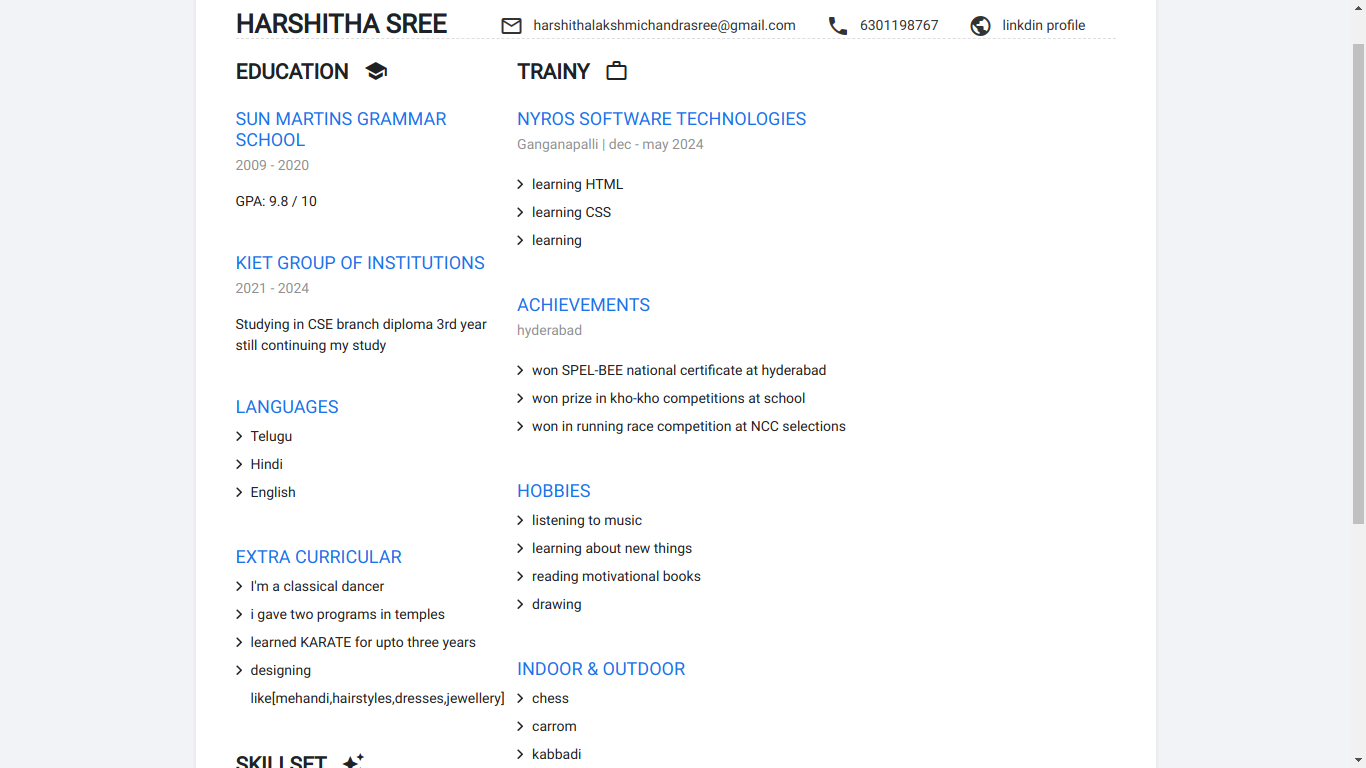 HARSHITHA SREE
harshithalakshmichandrasree@gmail.com
6301198767
linkdin profile
EDUCATION
SUN MARTINS GRAMMAR
SCHOOL
2009 - 2020
GPA: 9.8 / 10
KIET GROUP OF INSTITUTIONS
2021 - 2024
Studying in CSE branch diploma 3rd year
still continuing my study
LANGUAGES
Telugu
Hindi
English
EXTRA CURRICULAR
I'm a classical dancer
i gave two programs in temples
learned KARATE for upto three years
designing
like[mehandi,hairstyles,dresses,jewellery]
SKILLSET
TRAINY
NYROS SOFTWARE TECHNOLOGIES
Ganganapalli | dec - may 2024
learning HTML
learning CSS
learning
ACHIEVEMENTS
hyderabad
won SPEL-BEE national certificate at hyderabad
won prize in kho-kho competitions at school
won in running race competition at NCC selections
HOBBIES
listening to music
learning about new things
reading motivational books
drawing
INDOOR & OUTDOOR
chess
carrom
kabbadi